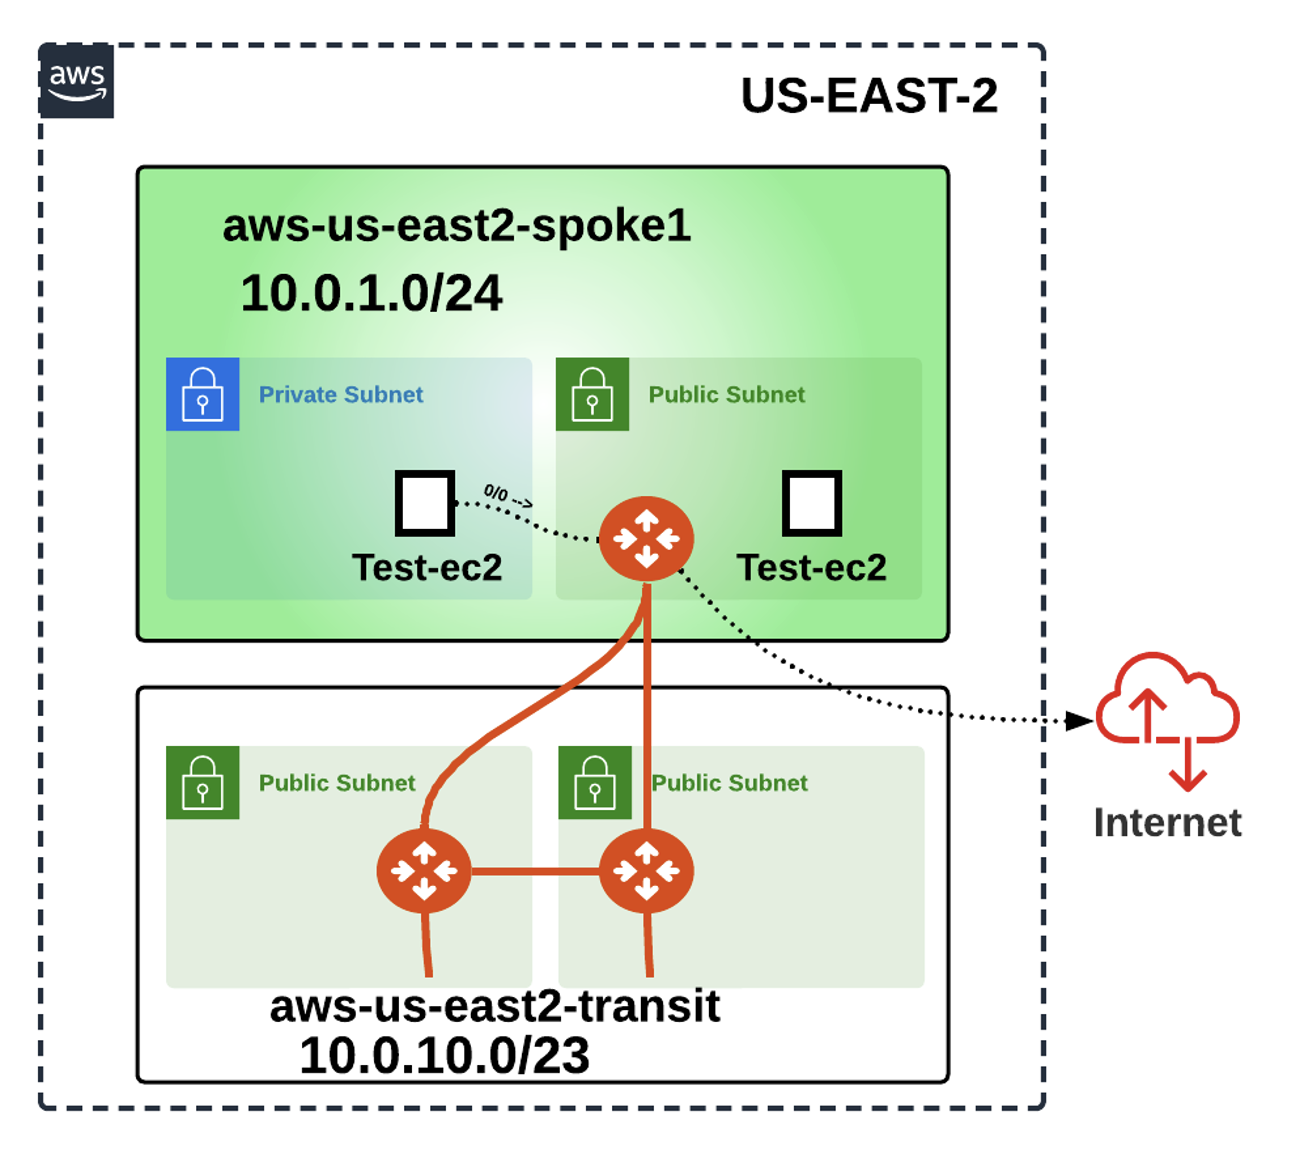 aws
US-EAST-2
aws-us-east2-spoke1
10.0.1.0/24
Private Subnet
Public Subnet
0/0 -->
Test-ec2
Test-ec2
Public Subnet
Public Subnet
Internet
aws-us-east2-transit
10.0.10.0/23